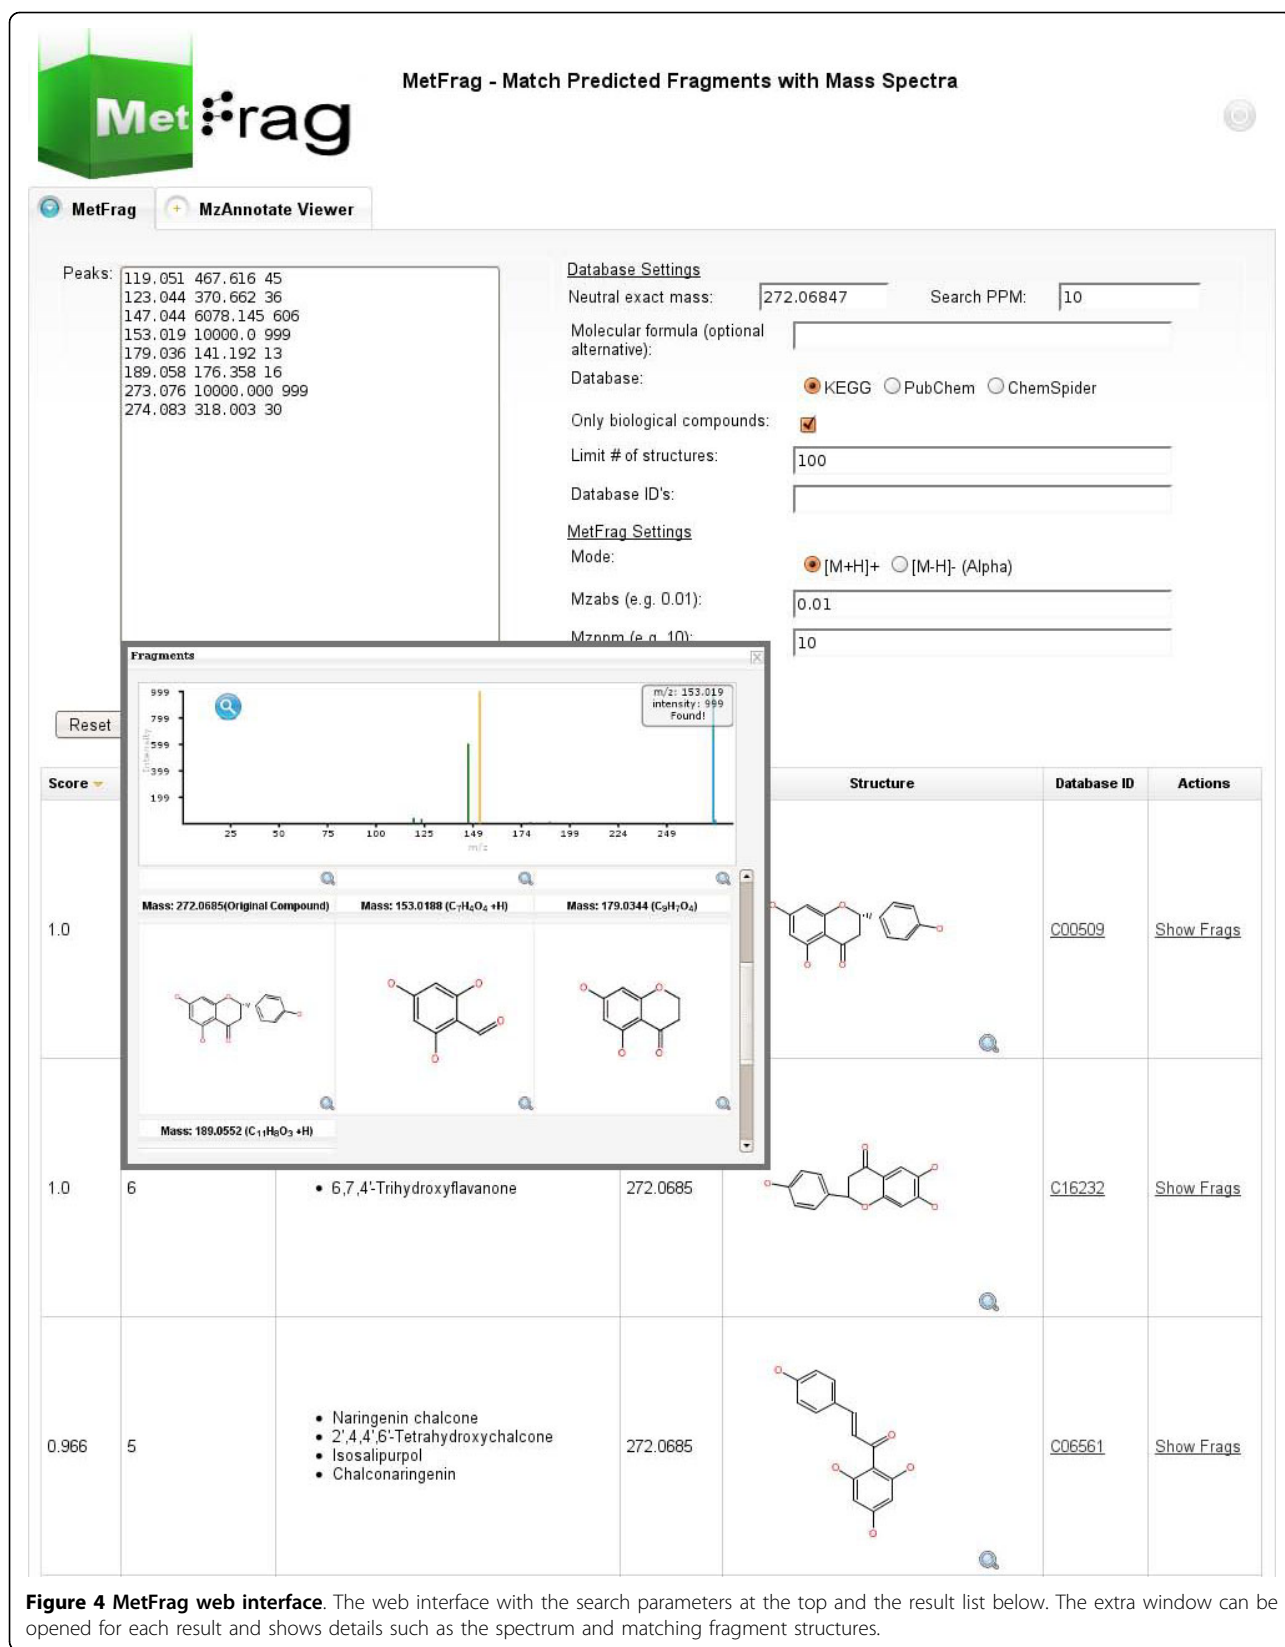 MetFrag - Match Predicted Fragments with Mass Spectra
Met Frag
MetFrag
MzAnnotate Viewer
Peaks:
119.051 467.616 45
123.044 370.662 36
147.044 6078.145 606
153.019 10000.0 999
179.036 141.192 13
189.058 176.358 16
273.076 10000.000 999
274.083 318.003 30
Database Settings
Neutral exact mass: 272.06847 Search PPM: 10
Molecular formula (optional
alternative):
Database: KEGG PubChem ChemSpider
Only biological compounds:
Limit # of structures: 100
Database ID's:
MetFrag Settings
Mode: [M+H]+ [M-H]- (Alpha)
Mzabs (e.g. 0.01): 0.01
Mzppm (e.g. 10): 10
Reset
Fragments
m/z: 153.019
intensity: 999
Found!
999
799
599
399
199
Intensity
25 50 75 100 125 149 174 199 224 249
m/z
Mass: 272.0685(Original Compound) Mass: 153.0188 (C7H4O4 +H) Mass: 179.0344 (C9H7O4)
Mass: 189.0552 (C11H8O3 +H)
Score Structure Database ID Actions
1.0 C00509 Show Frags
1.0 6 • 6,7,4'-Trihydroxyflavanone 272.0685 C16232 Show Frags
• Naringenin chalcone
• 2',4,4',6'-Tetrahydroxychalcone
0.966 5 272.0685 C06561 Show Frags
• Isosalipurpol
• Chalconaringenin
Figure 4 MetFrag web interface. The web interface with the search parameters at the top and the result list below. The extra window can be
opened for each result and shows details such as the spectrum and matching fragment structures.